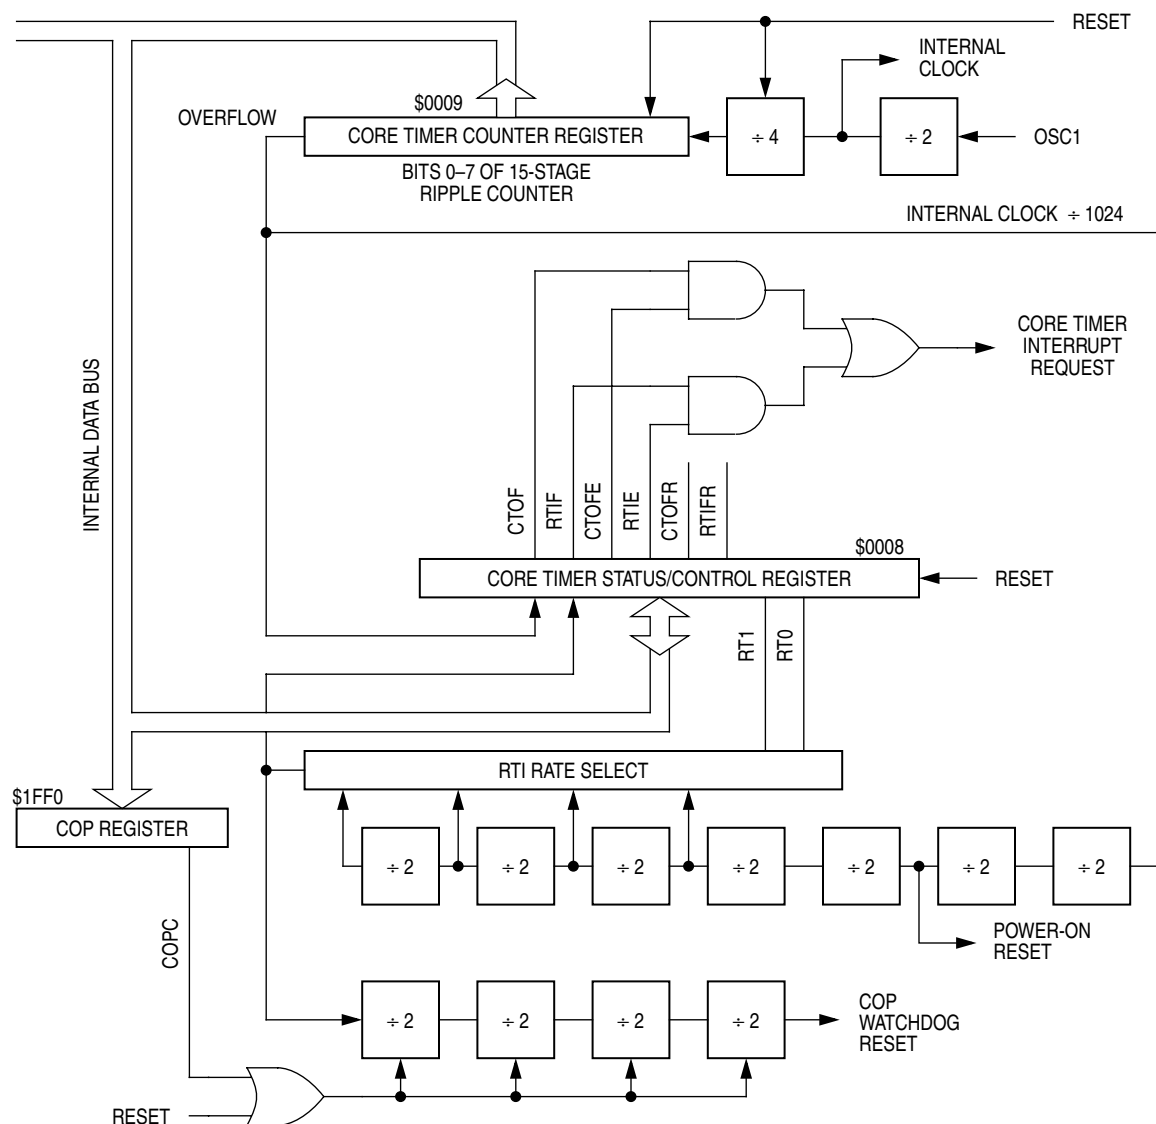 RESET
INTERNAL
CLOCK
$0009
OVERFLOW
CORE TIMER COUNTER REGISTER
÷ 4
÷ 2
OSC1
BITS 0–7 OF 15-STAGE
RIPPLE COUNTER
INTERNAL CLOCK ÷ 1024
CORE TIMER
INTERRUPT
REQUEST
INTERNAL DATA BUS
CTOF
RTIF
CTOFE
RTIE
CTOFR
RTIFR
$0008
CORE TIMER STATUS/CONTROL REGISTER
RESET
RT1
RT0
RTI RATE SELECT
$1FF0
COP REGISTER
÷ 2
÷ 2
÷ 2
÷ 2
÷ 2
÷ 2
÷ 2
POWER-ON
RESET
COPC
÷ 2
÷ 2
÷ 2
÷ 2
COP
WATCHDOG
RESET
RESET